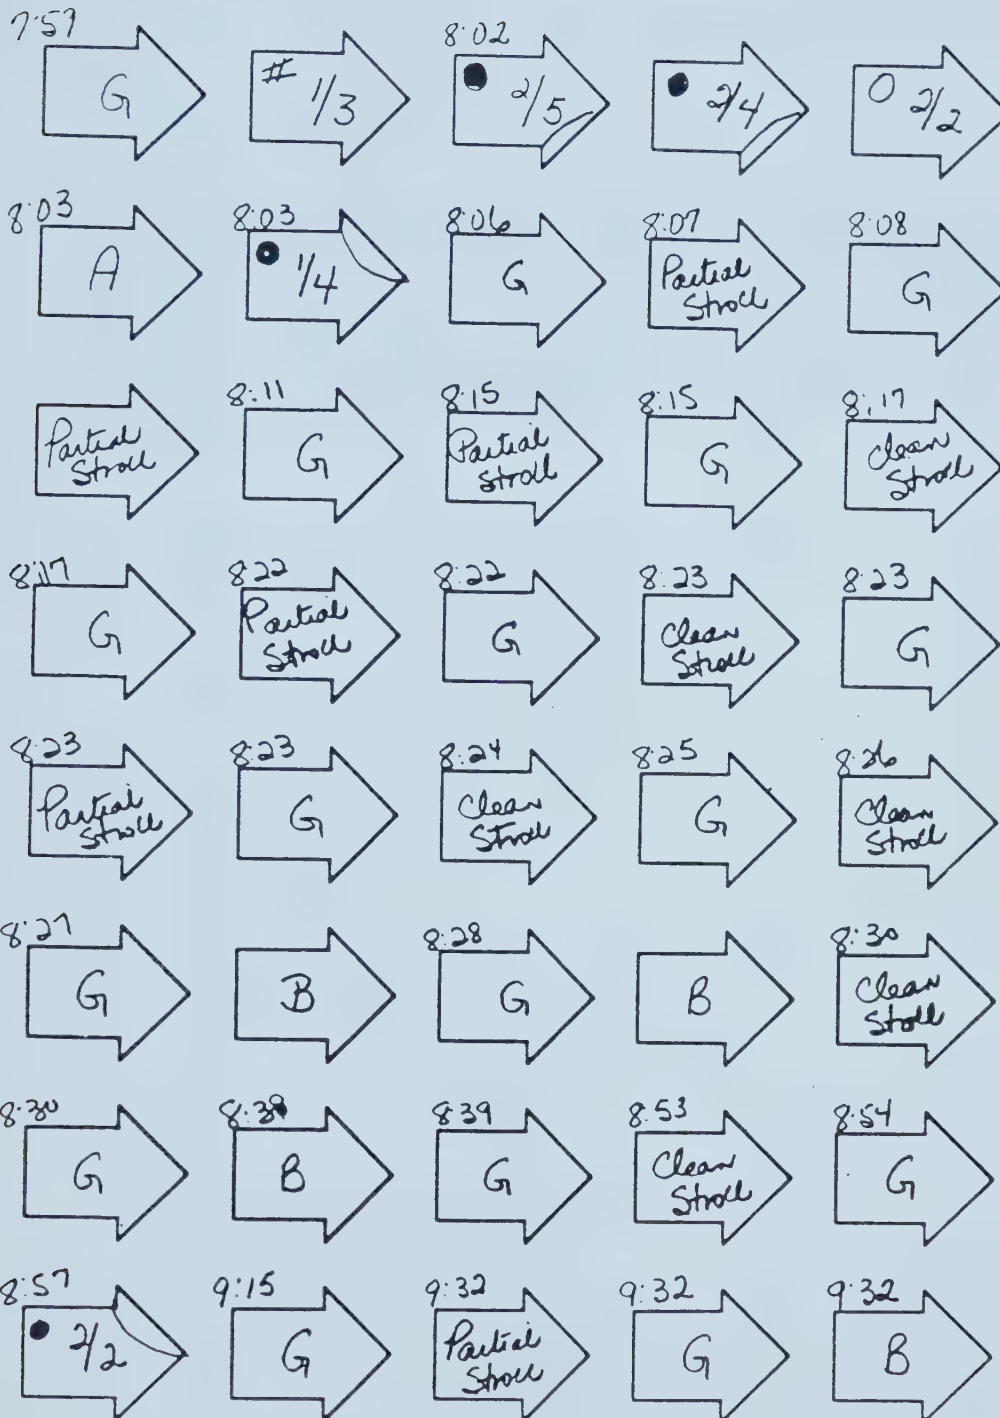 7:57
G
# 1/3
8:02
2/5
2/4
O 2/2
8:03
A
8:03
1/4
8:06
G
8:07
Partial
Stroll
8:08
G
Partial
Stroll
8:11
G
8:15
Partial
Stroll
8:15
G
8:17
Clean
Stroll
8:17
G
8:22
Partial
Stroll
8:22
G
8:23
Clean
Stroll
8:23
G
8:23
Partial
Stroll
8:23
G
8:24
Clean
Stroll
8:25
G
8:26
Clean
Stroll
8:27
G
B
8:28
G
B
8:30
Clean
Stroll
8:30
G
8:39
B
8:39
G
8:53
Clean
Stroll
8:54
G
8:57
2/2
9:15
G
9:32
Partial
Stroll
9:32
G
9:32
B